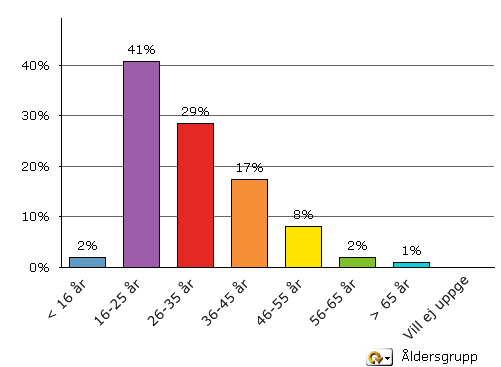 41%
40%
29%
30%
20%
17%
10%
8%
2%
2%
1%
0%
< 16 år
16-25 år
26-35 år
36-45 år
46-55 år
56-65 år
> 65 år
Vill ej uppge
Åldersgrupp